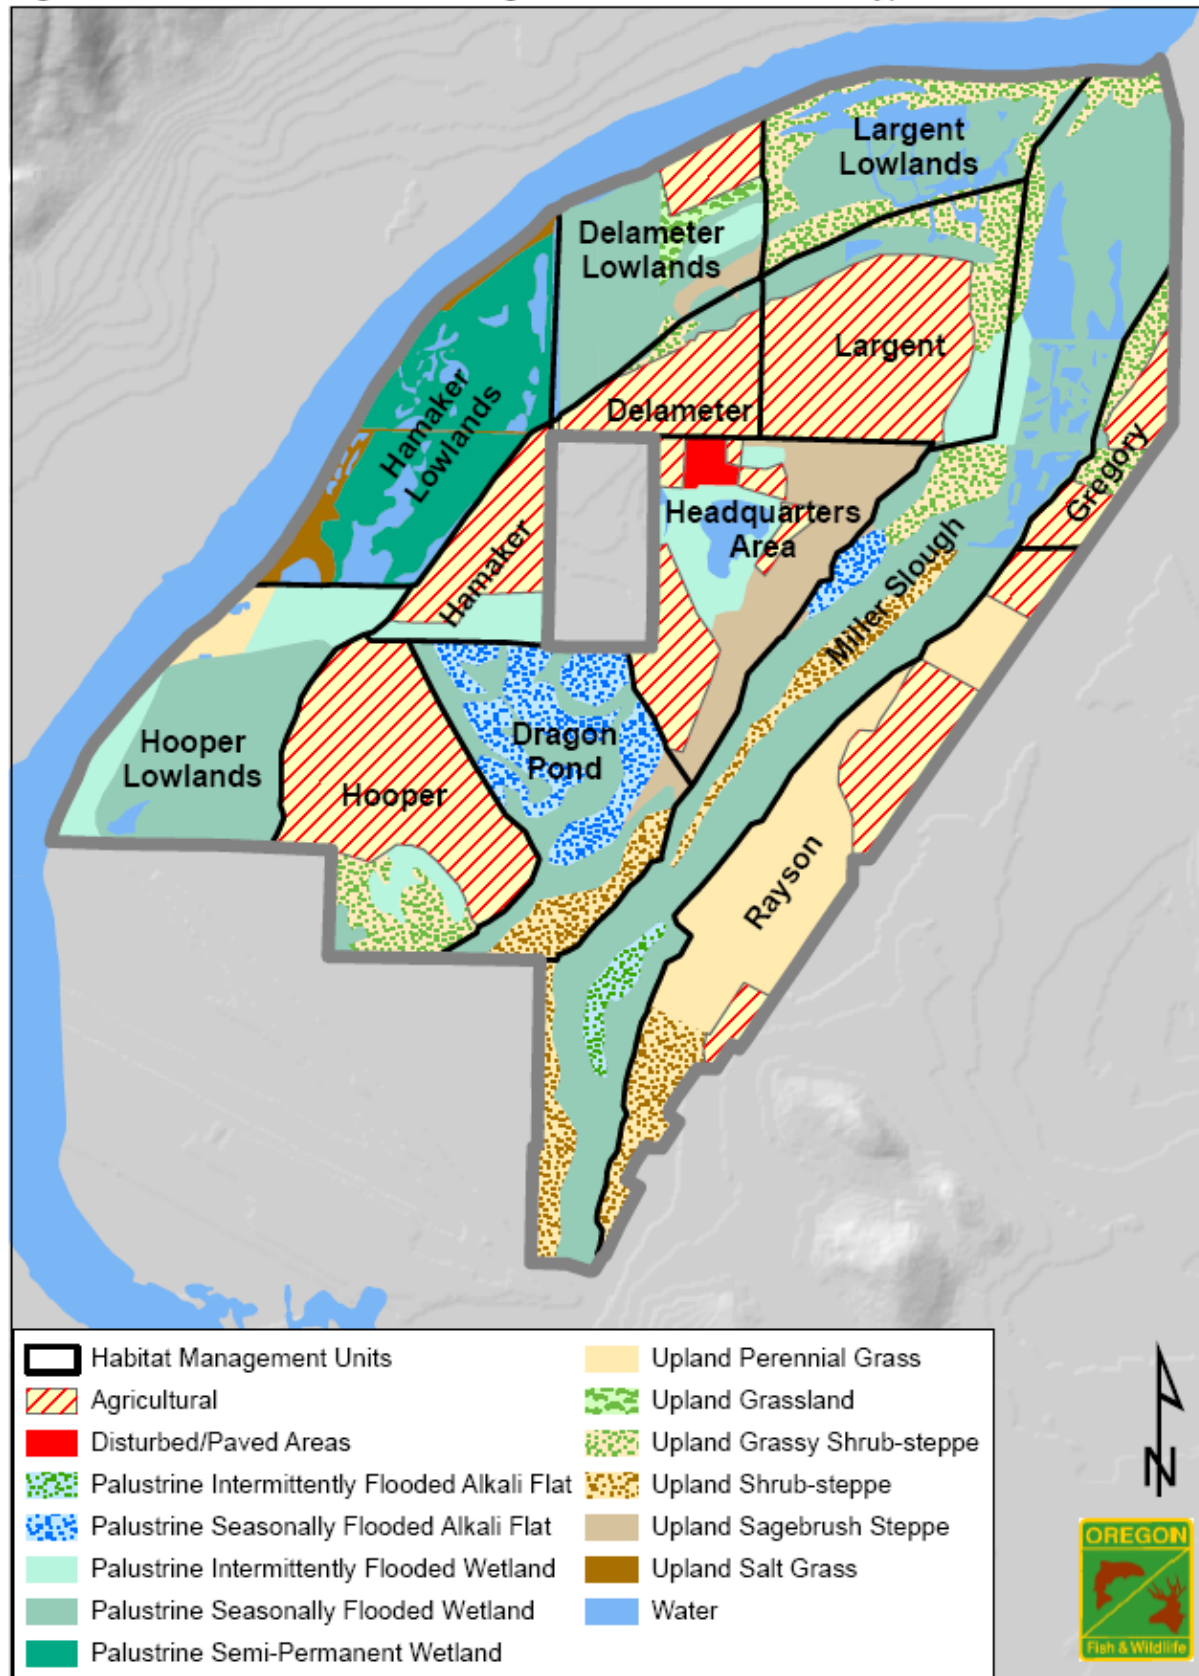 Largent
Lowlands
Delameter
Lowlands
Largent
Hamaker
Lowlands
Delameter
Gregory
Headquarters
Area
Hamaker
Miller Slough
Hooper
Lowlands
Dragon
Pond
Hooper
Rayson
Habitat Management Units
Agricultural
Disturbed/Paved Areas
Palustrine Intermittently Flooded Alkali Flat
Palustrine Seasonally Flooded Alkali Flat
Palustrine Intermittently Flooded Wetland
Palustrine Seasonally Flooded Wetland
Palustrine Semi-Permanent Wetland
Upland Perennial Grass
Upland Grassland
Upland Grassy Shrub-steppe
Upland Shrub-steppe
Upland Sagebrush Steppe
Upland Salt Grass
Water
N
OREGON
Fish & Wildlife